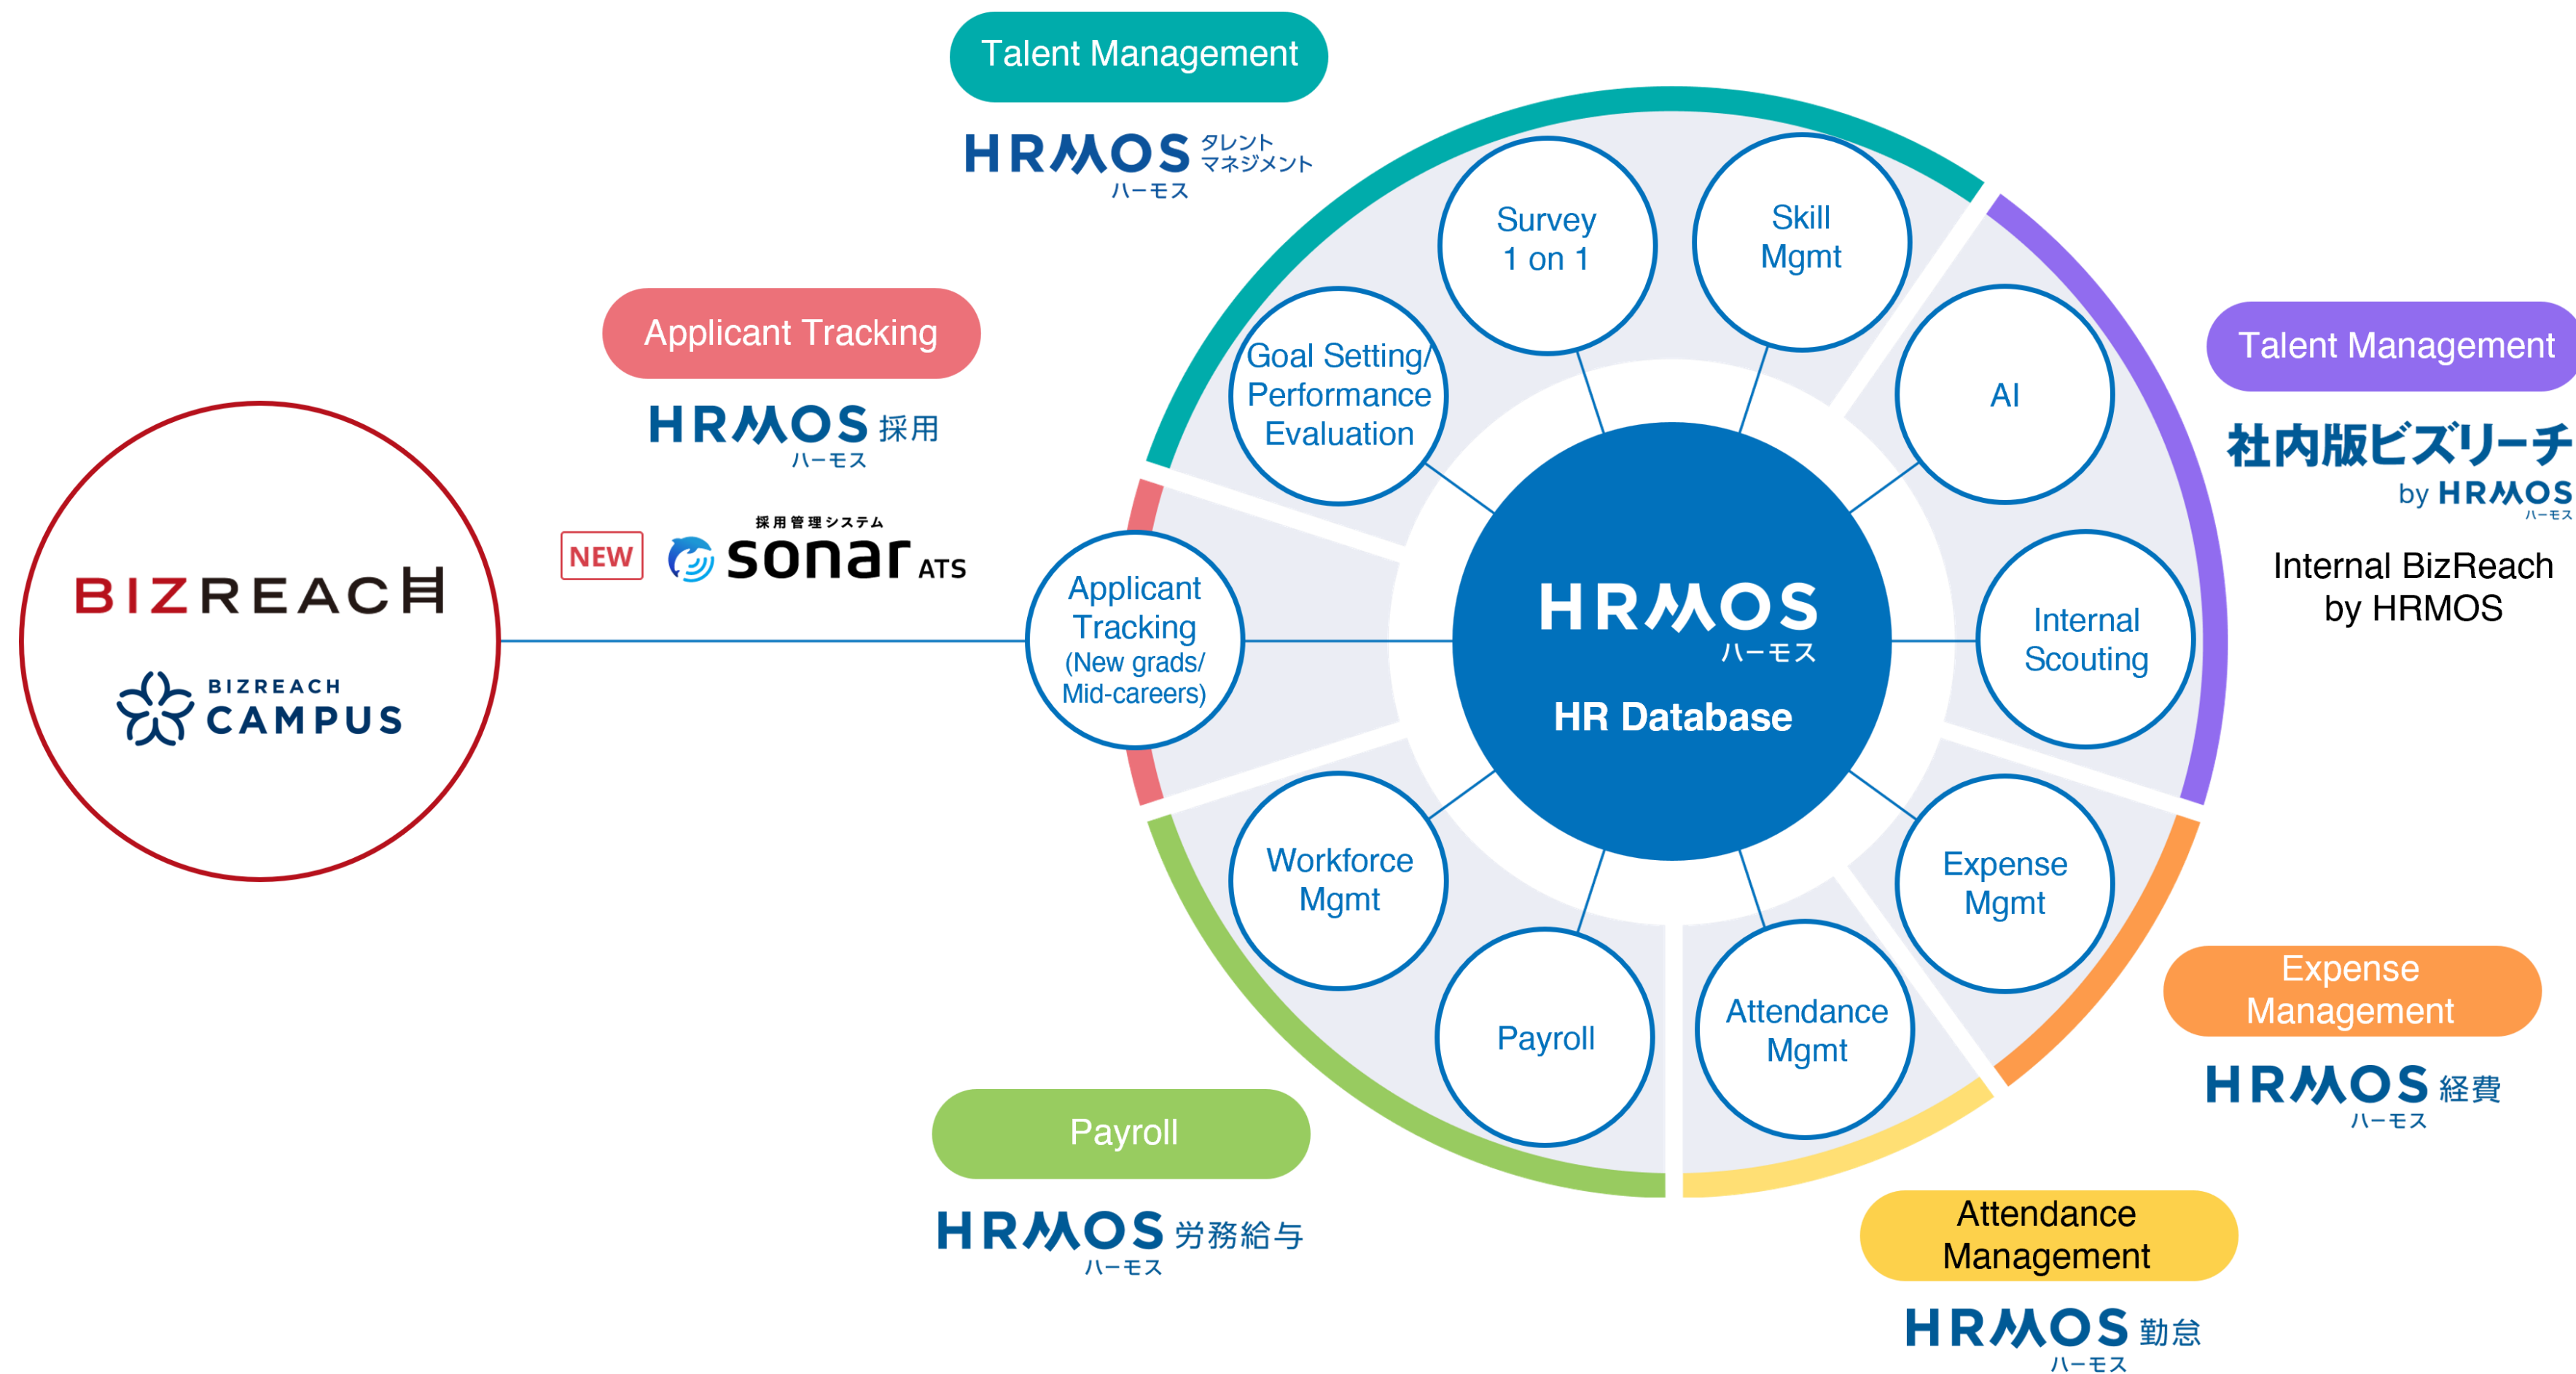 Talent Management
HRMOS タレント
マネジメント
ハーモス
Applicant Tracking
HRMOS 採用
ハーモス
NEW
採用管理システム
sonar ATS
BIZREACH
BIZREACH
CAMPUS
Survey
1 on 1
Skill
Mgmt
Goal Setting/
Performance
Evaluation
AI
Applicant
Tracking
(New grads/
Mid-careers)
HRMOS
ハーモス
HR Database
Internal
Scouting
Workforce
Mgmt
Expense
Mgmt
Payroll
Attendance
Mgmt
Talent Management
社内版ビズリーチ
by HRMOS
ハーモス
Internal BizReach
by HRMOS
Expense
Management
HRMOS 経費
ハーモス
Payroll
HRMOS 労務給与
ハーモス
Attendance
Management
HRMOS 勤怠
ハーモス